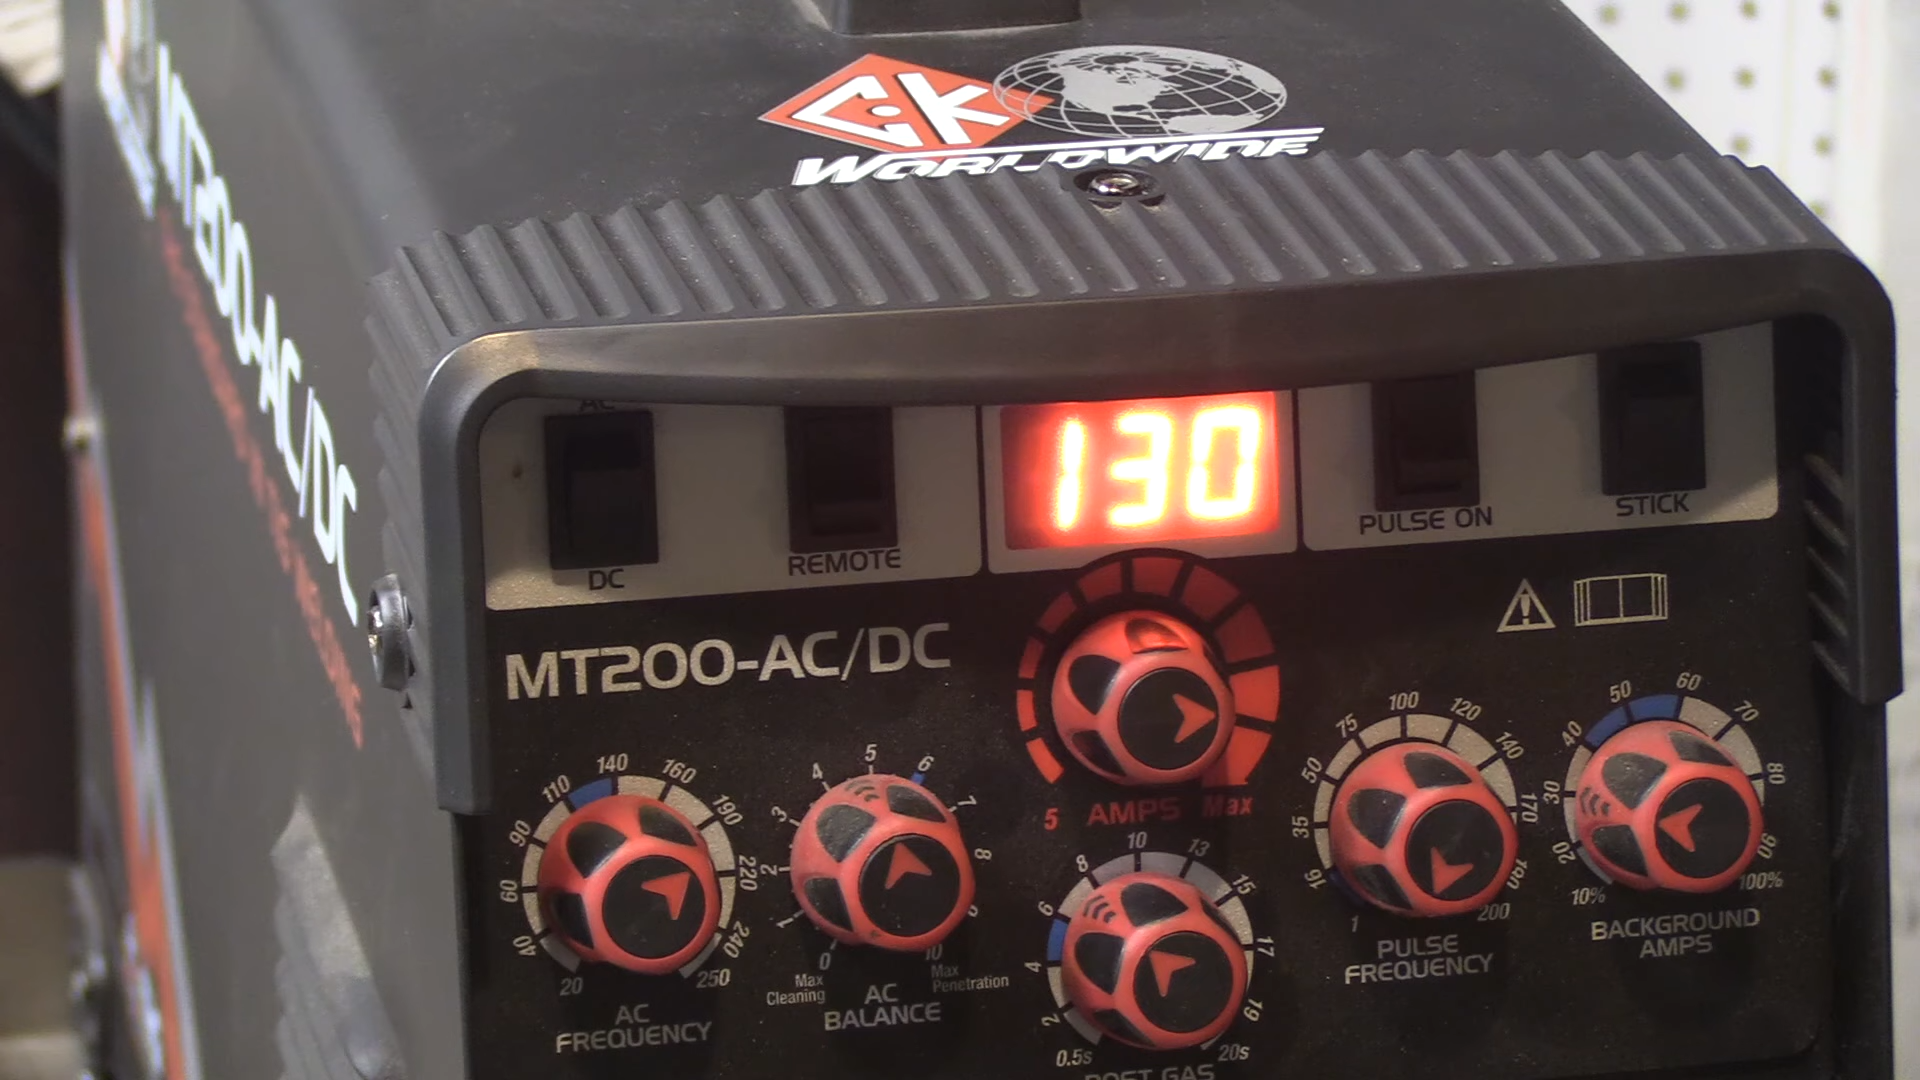 CK
WORLDWIDE
MT200-AC/DC
AC
DC
REMOTE
130
PULSE ON
STICK
MT200-AC/DC
5 AMPS Max
20 40 60 90 110 140 160 190 220 240 250
AC
FREQUENCY
0 1 2 3 4 5 6 7 8 9 10
Max
Cleaning
Max
Penetration
AC
BALANCE
0.5s 2 4 6 8 10 13 15 17 19 20s
POST GAS
1 16 35 50 75 100 120 140 170 190 200
PULSE
FREQUENCY
10% 20 30 40 50 60 70 80 90 100%
BACKGROUND
AMPS